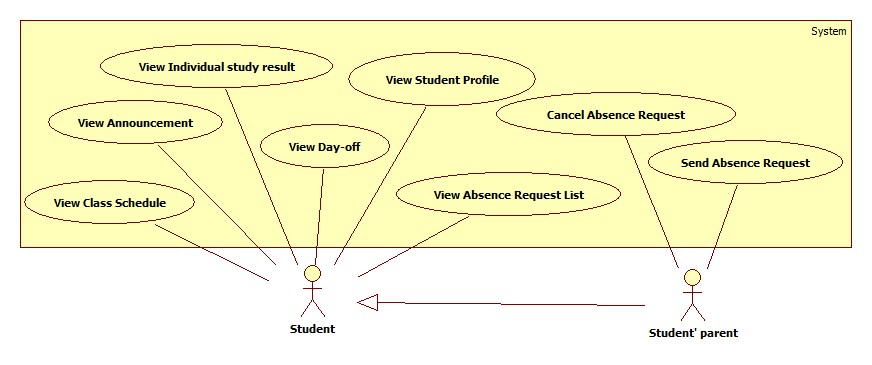 System
View Individual study result
View Student Profile
View Announcement
Cancel Absence Request
View Day-off
Send Absence Request
View Class Schedule
View Absence Request List
Student
Student' parent